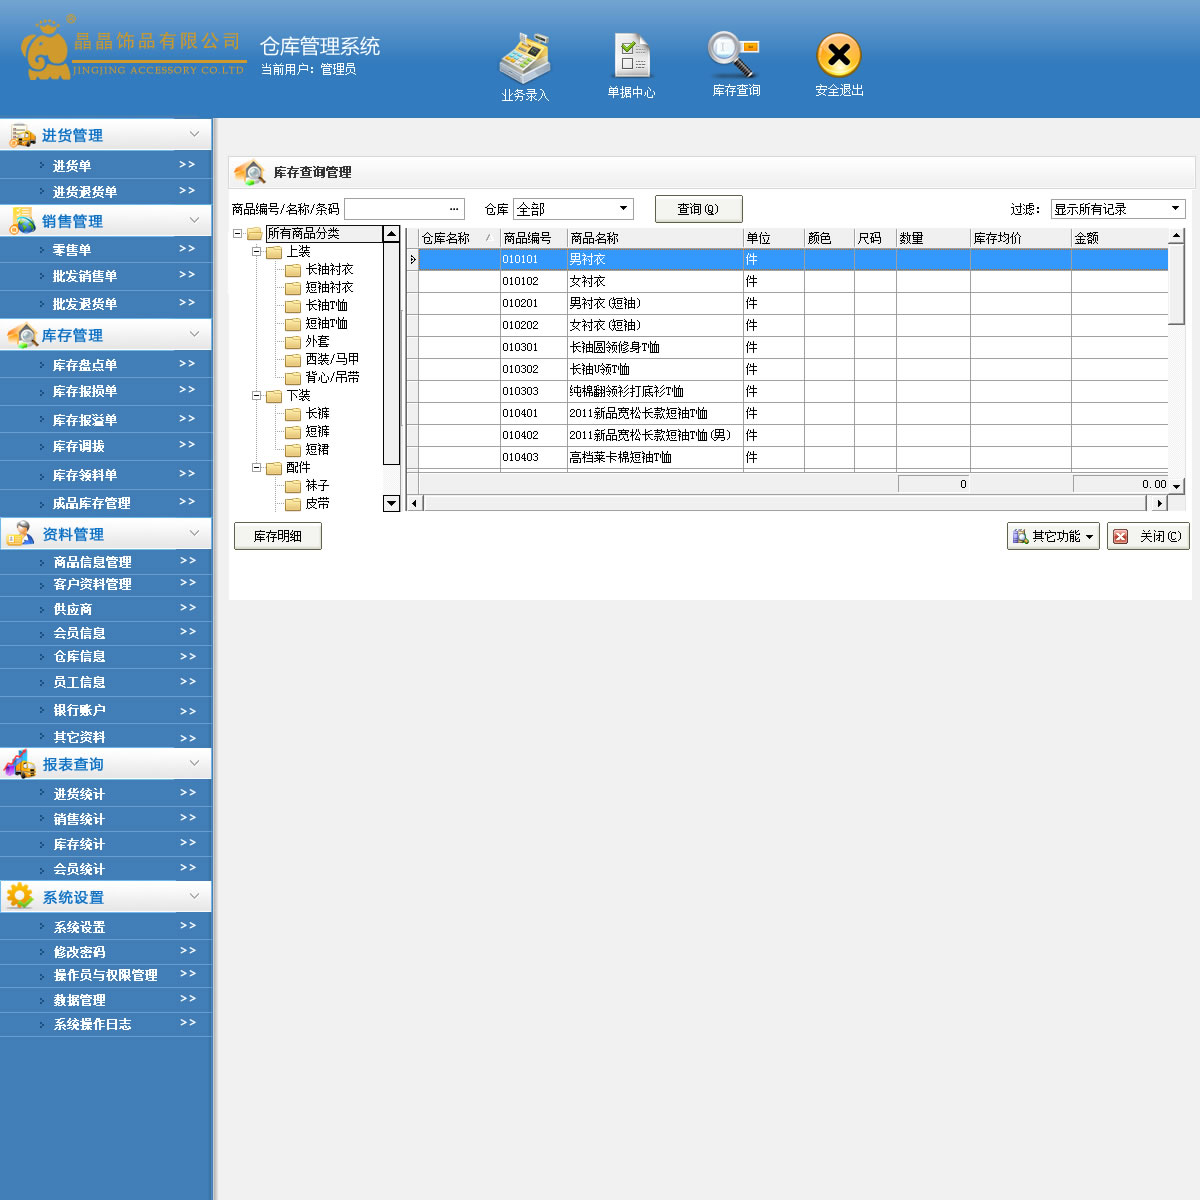 晶晶饰品有限公司 ®
JINGJING ACCESSORY CO.LTD
仓库管理系统
当前用户：管理员
业务录入 单据中心 库存查询 安全退出
进货管理
进货单 >>
进货退货单 >>
销售管理
零售单 >>
批发销售单 >>
批发退货单 >>
库存管理
库存盘点单 >>
库存报损单 >>
库存报溢单 >>
库存调拔 >>
库存领料单 >>
成品库存管理 >>
资料管理
商品信息管理 >>
客户资料管理 >>
供应商 >>
会员信息 >>
仓库信息 >>
员工信息 >>
银行账户 >>
其它资料 >>
报表查询
进货统计 >>
销售统计 >>
库存统计 >>
会员统计 >>
系统设置
系统设置 >>
修改密码 >>
操作员与权限管理 >>
数据管理 >>
系统操作日志 >>
库存查询管理
商品编号/名称/条码 ... 仓库 全部 查询(Q) 过滤： 显示所有记录
所有商品分类
上装
长袖衬衣
短袖衬衣
长袖T恤
短袖T恤
外套
西装/马甲
背心/吊带
下装
长裤
短裤
短裙
配件
袜子
皮带
仓库名称 商品编号 商品名称 单位 颜色 尺码 数量 库存均价 金额
010101 男衬衣 件
010102 女衬衣 件
010201 男衬衣(短袖) 件
010202 女衬衣(短袖) 件
010301 长袖圆领修身T恤 件
010302 长袖U领T恤 件
010303 纯棉翻领衫打底衫T恤 件
010401 2011新品宽松长款短袖T恤 件
010402 2011新品宽松长款短袖T恤(男) 件
010403 高档莱卡棉短袖T恤 件
0 0.00
库存明细 其它功能 关闭(C)